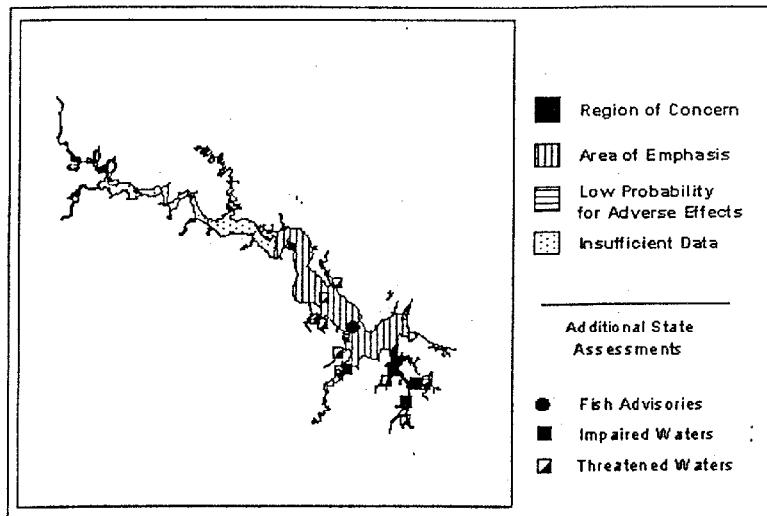 Region of Concern
Area of Emphasis
Low Probability
for Adverse Effects
Insufficient Data
Additional State
Assessments
Fish Advisories
Impaired Waters
Threatened Waters